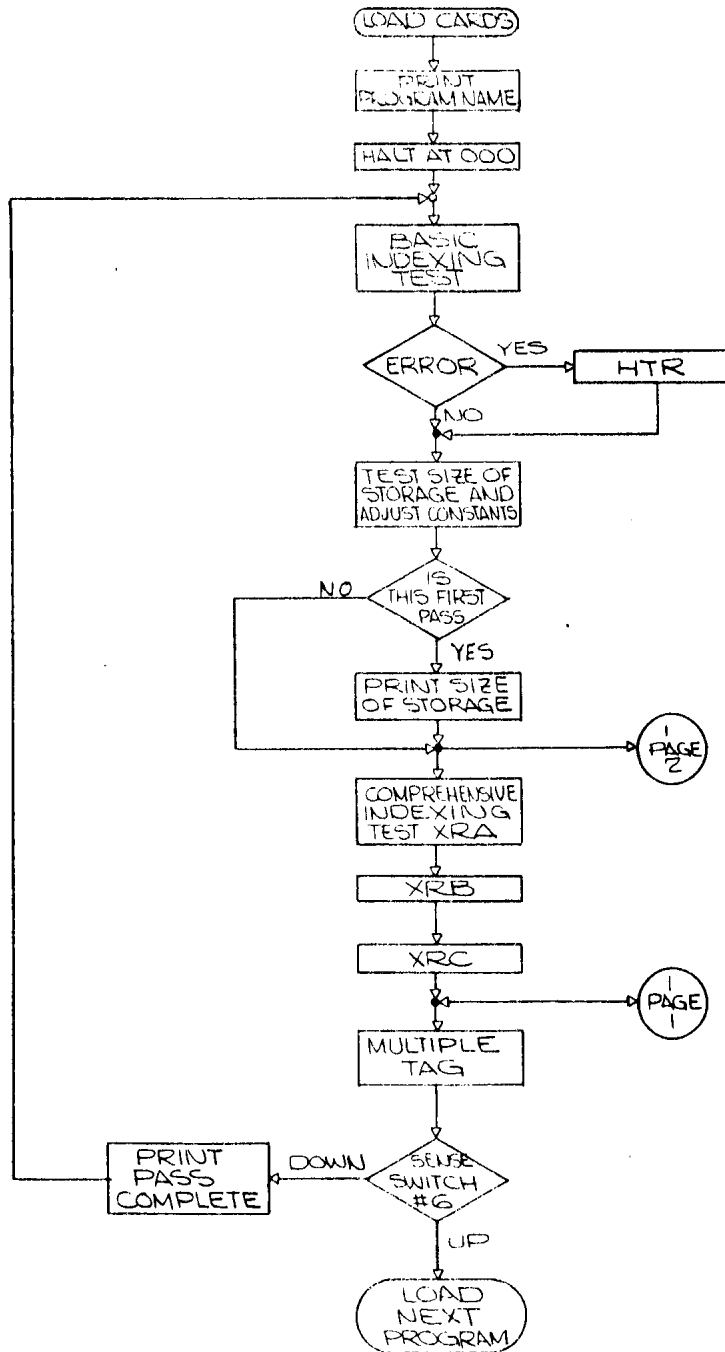 LOAD CARDS
PRINT
PROGRAM NAME
HALT AT 000
BASIC
INDEXING
TEST
ERROR
YES
HTR
NO
TEST SIZE OF
STORAGE AND
ADJUST CONSTANTS
IS
THIS FIRST
PASS
NO
YES
PRINT SIZE
OF STORAGE
1
PAGE
2
COMPREHENSIVE
INDEXING
TEST XRA
XRB
XRC
1
PAGE
1
MULTIPLE
TAG
SENSE
SWITCH
#6
DOWN
PRINT
PASS
COMPLETE
UP
LOAD
NEXT
PROGRAM